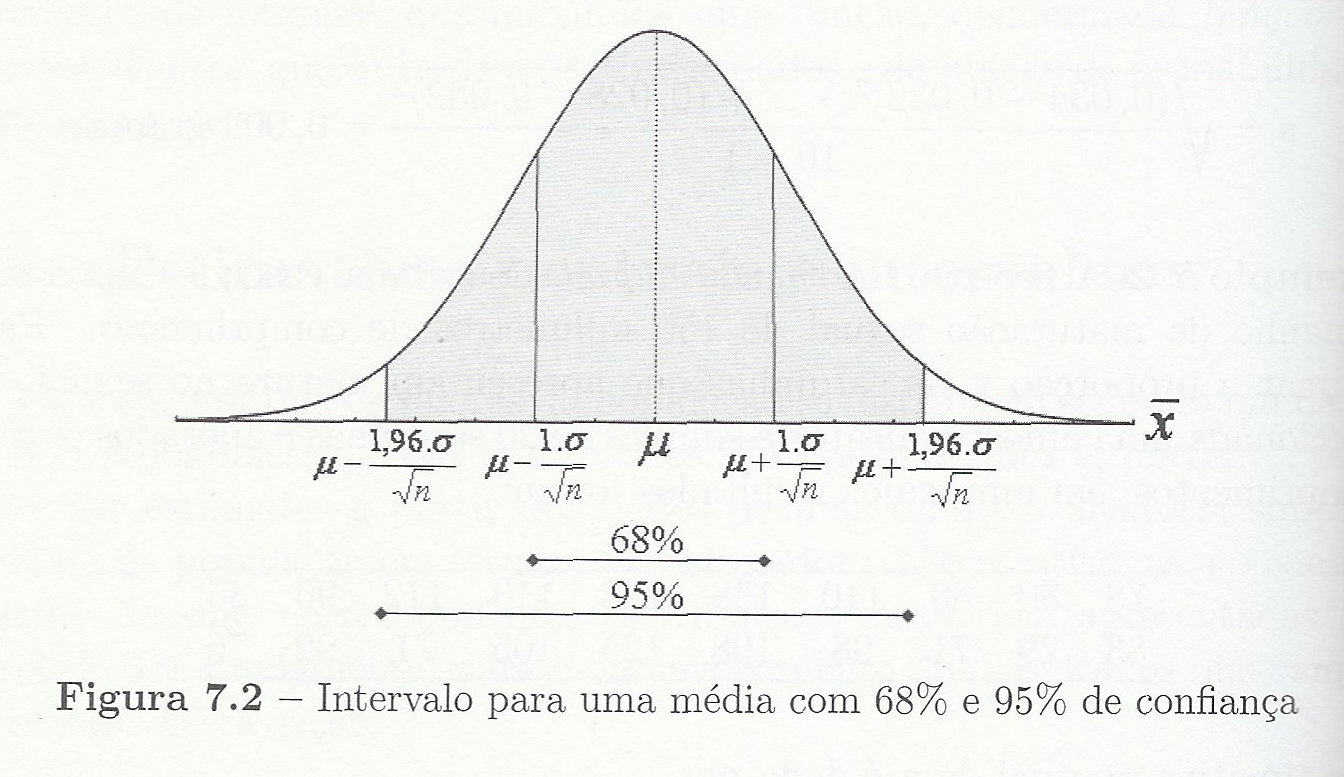 x̄
μ − 1,96.σ/√n μ − 1.σ/√n μ μ + 1.σ/√n μ + 1,96.σ/√n
68%
95%
Figura 7.2 – Intervalo para uma média com 68% e 95% de confiança